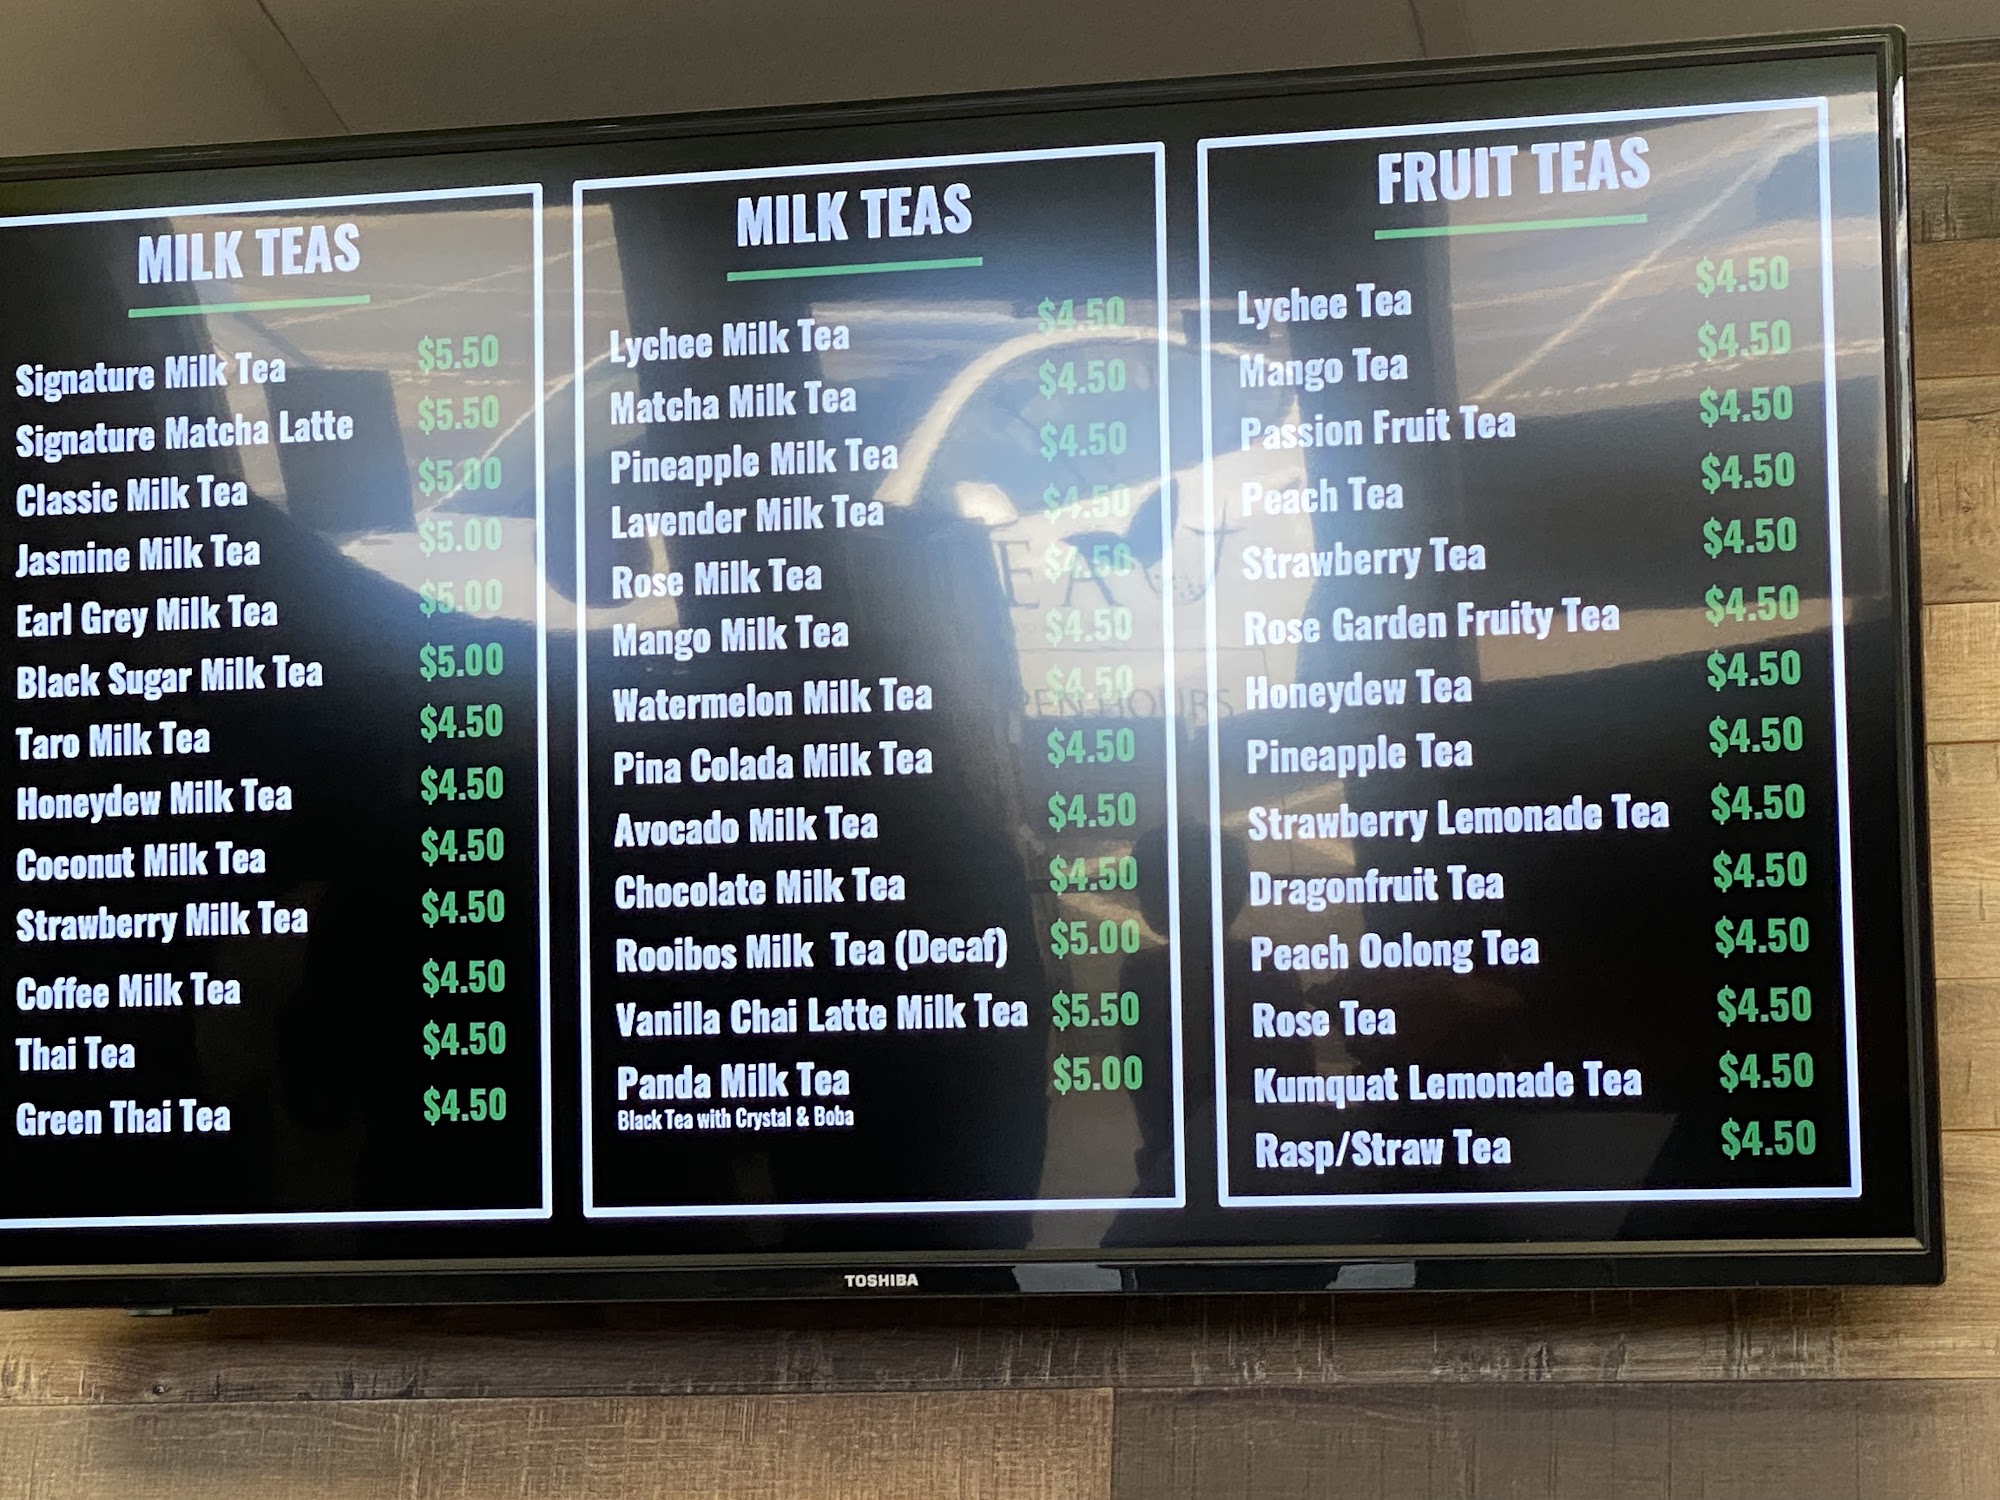 MILK TEAS
Signature Milk Tea $5.50
Signature Matcha Latte $5.50
Classic Milk Tea $5.00
Jasmine Milk Tea $5.00
Earl Grey Milk Tea $5.00
Black Sugar Milk Tea $5.00
Taro Milk Tea $4.50
Honeydew Milk Tea $4.50
Coconut Milk Tea $4.50
Strawberry Milk Tea $4.50
Coffee Milk Tea $4.50
Thai Tea $4.50
Green Thai Tea $4.50
MILK TEAS
Lychee Milk Tea $4.50
Matcha Milk Tea $4.50
Pineapple Milk Tea $4.50
Lavender Milk Tea $4.50
Rose Milk Tea $4.50
Mango Milk Tea $4.50
Watermelon Milk Tea $4.50
Pina Colada Milk Tea $4.50
Avocado Milk Tea $4.50
Chocolate Milk Tea $4.50
Rooibos Milk Tea (Decaf) $5.00
Vanilla Chai Latte Milk Tea $5.50
Panda Milk Tea $5.00
Black Tea with Crystal & Boba
FRUIT TEAS
Lychee Tea $4.50
Mango Tea $4.50
Passion Fruit Tea $4.50
Peach Tea $4.50
Strawberry Tea $4.50
Rose Garden Fruity Tea $4.50
Honeydew Tea $4.50
Pineapple Tea $4.50
Strawberry Lemonade Tea $4.50
Dragonfruit Tea $4.50
Peach Oolong Tea $4.50
Rose Tea $4.50
Kumquat Lemonade Tea $4.50
Rasp/Straw Tea $4.50
HOURS
TOSHIBA